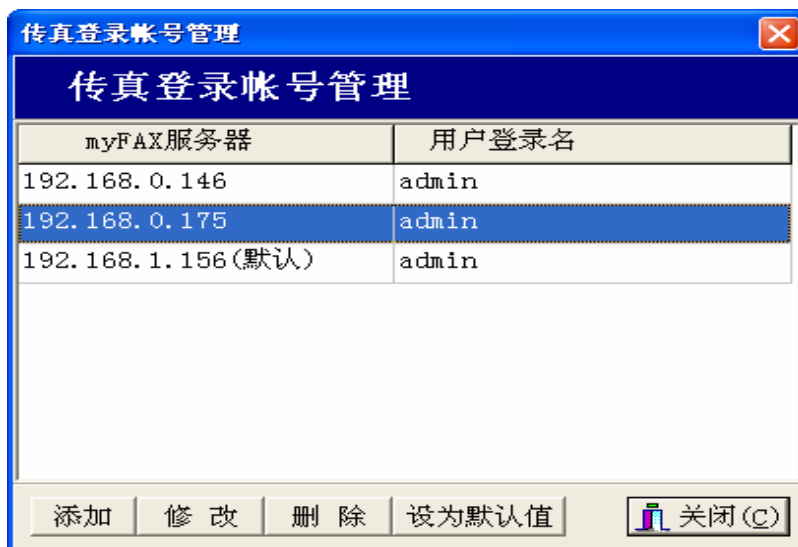 传真登录帐号管理
传真登录帐号管理
myFAX服务器 用户登录名
192.168.0.146 admin
192.168.0.175 admin
192.168.1.156(默认) admin
添加 修 改 删 除 设为默认值 关闭(C)